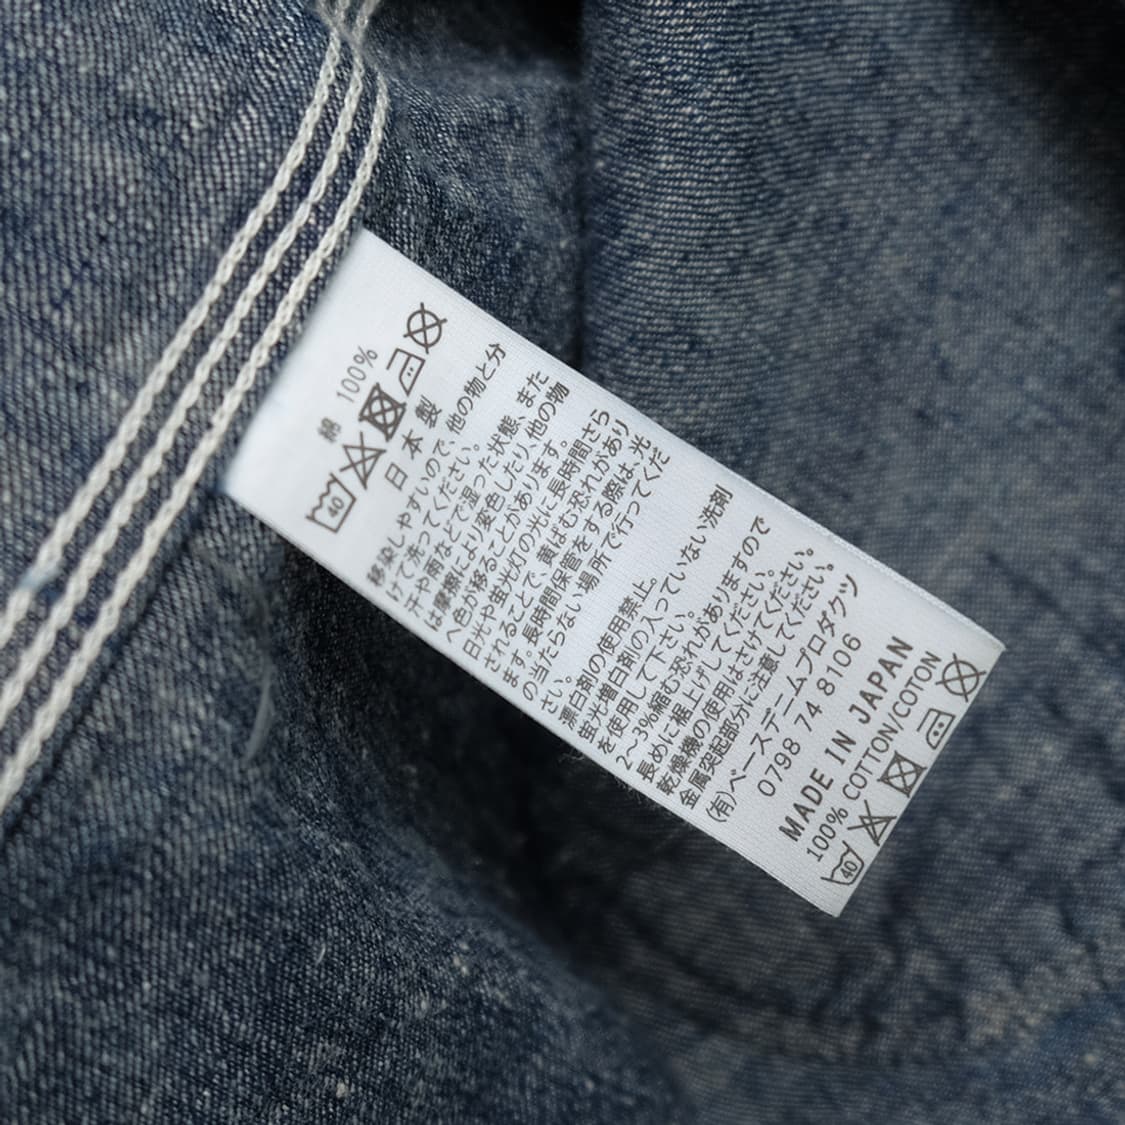 綿 100%
40
日本製
移染しやすいので、他の物と分
けて洗ってください。
汗や雨などで湿った状態、また
は摩擦により変色したり、他の物
へ色が移ることがあります。
日光や蛍光灯の光に長時間さら
されることで、黄ばむ恐れがあり
ます。長時間保管をする際は、光
の当たらない場所で行ってくだ
さい。
漂白剤の使用禁止。
蛍光増白剤の入っていない洗剤
を使用して下さい。
2〜3%縮む恐れがありますので
長めに裾上げしてください。
乾燥機の使用はさけてください。
金属突起部分に注意してください。
(有)ベースデームプロダクツ
0798 74 8106
MADE IN JAPAN
100% COTTON/COTON
40